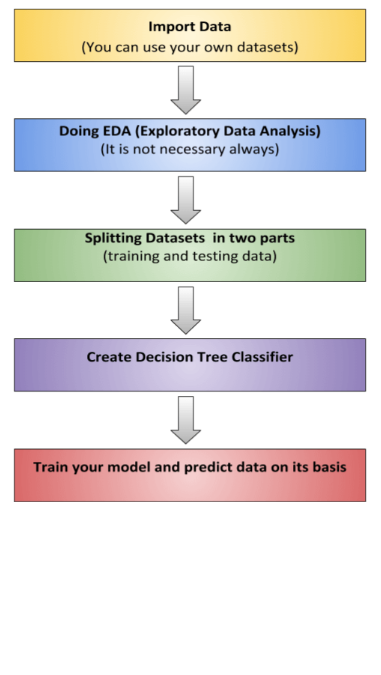 Import Data
(You can use your own datasets)
Doing EDA (Exploratory Data Analysis)
(It is not necessary always)
Splitting Datasets  in two parts
(training and testing data)
Create Decision Tree Classifier
Train your model and predict data on its basis